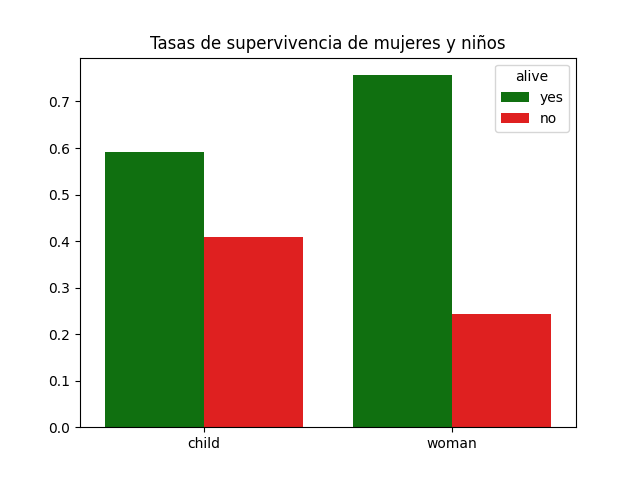 Tasas de supervivencia de mujeres y niños
alive
yes
no
0.7
0.6
0.5
0.4
0.3
0.2
0.1
0.0
child
woman